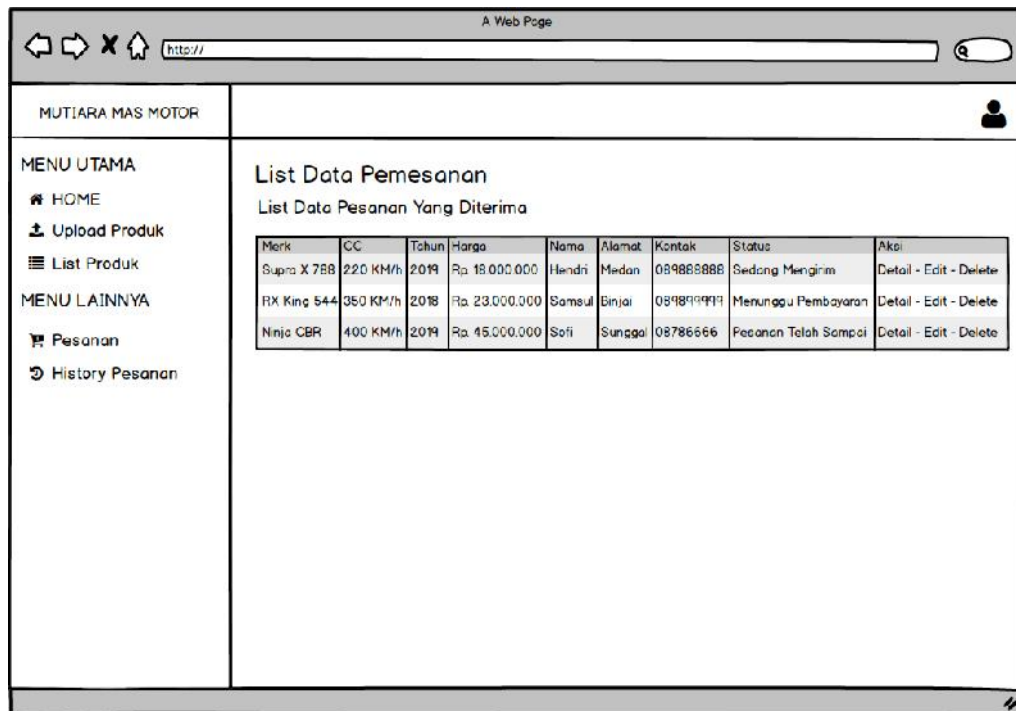 A Web Page
http://
MUTIARA MAS MOTOR
MENU UTAMA
HOME
Upload Produk
List Produk
MENU LAINNYA
Pesanan
History Pesanan
List Data Pemesanan
List Data Pesanan Yang Diterima
Merk CC Tahun Harga Nama Alamat Kontak Status Aksi
Supra X 788 220 KM/h 2019 Rp. 18.000.000 Hendri Medan 089888888 Sedang Mengirim Detail - Edit - Delete
RX King 544 350 KM/h 2018 Rp. 23.000.000 Samsul Binjai 089899999 Menunggu Pembayaran Detail - Edit - Delete
Ninja CBR 400 KM/h 2019 Rp. 45.000.000 Sofi Sunggal 08786666 Pesanan Telah Sampai Detail - Edit - Delete